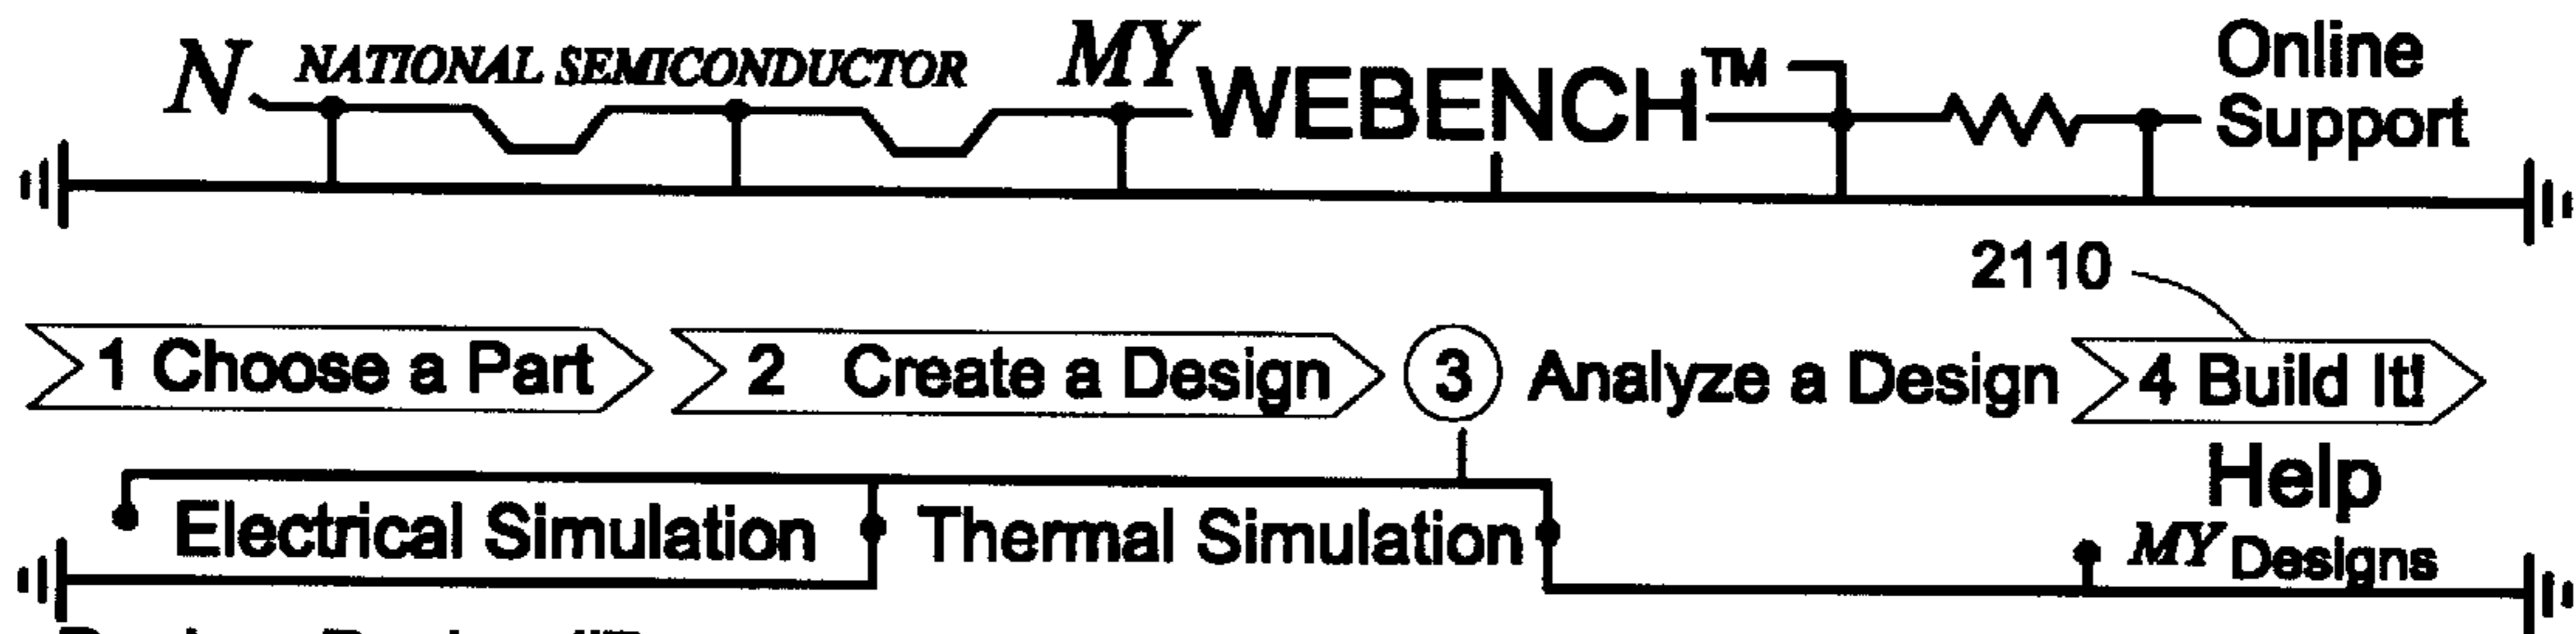 N NATIONAL SEMICONDUCTOR MY WEBENCH™ Online Support
2110
1 Choose a Part 2 Create a Design 3 Analyze a Design 4 Build It!
Help
Electrical Simulation Thermal Simulation MY Designs